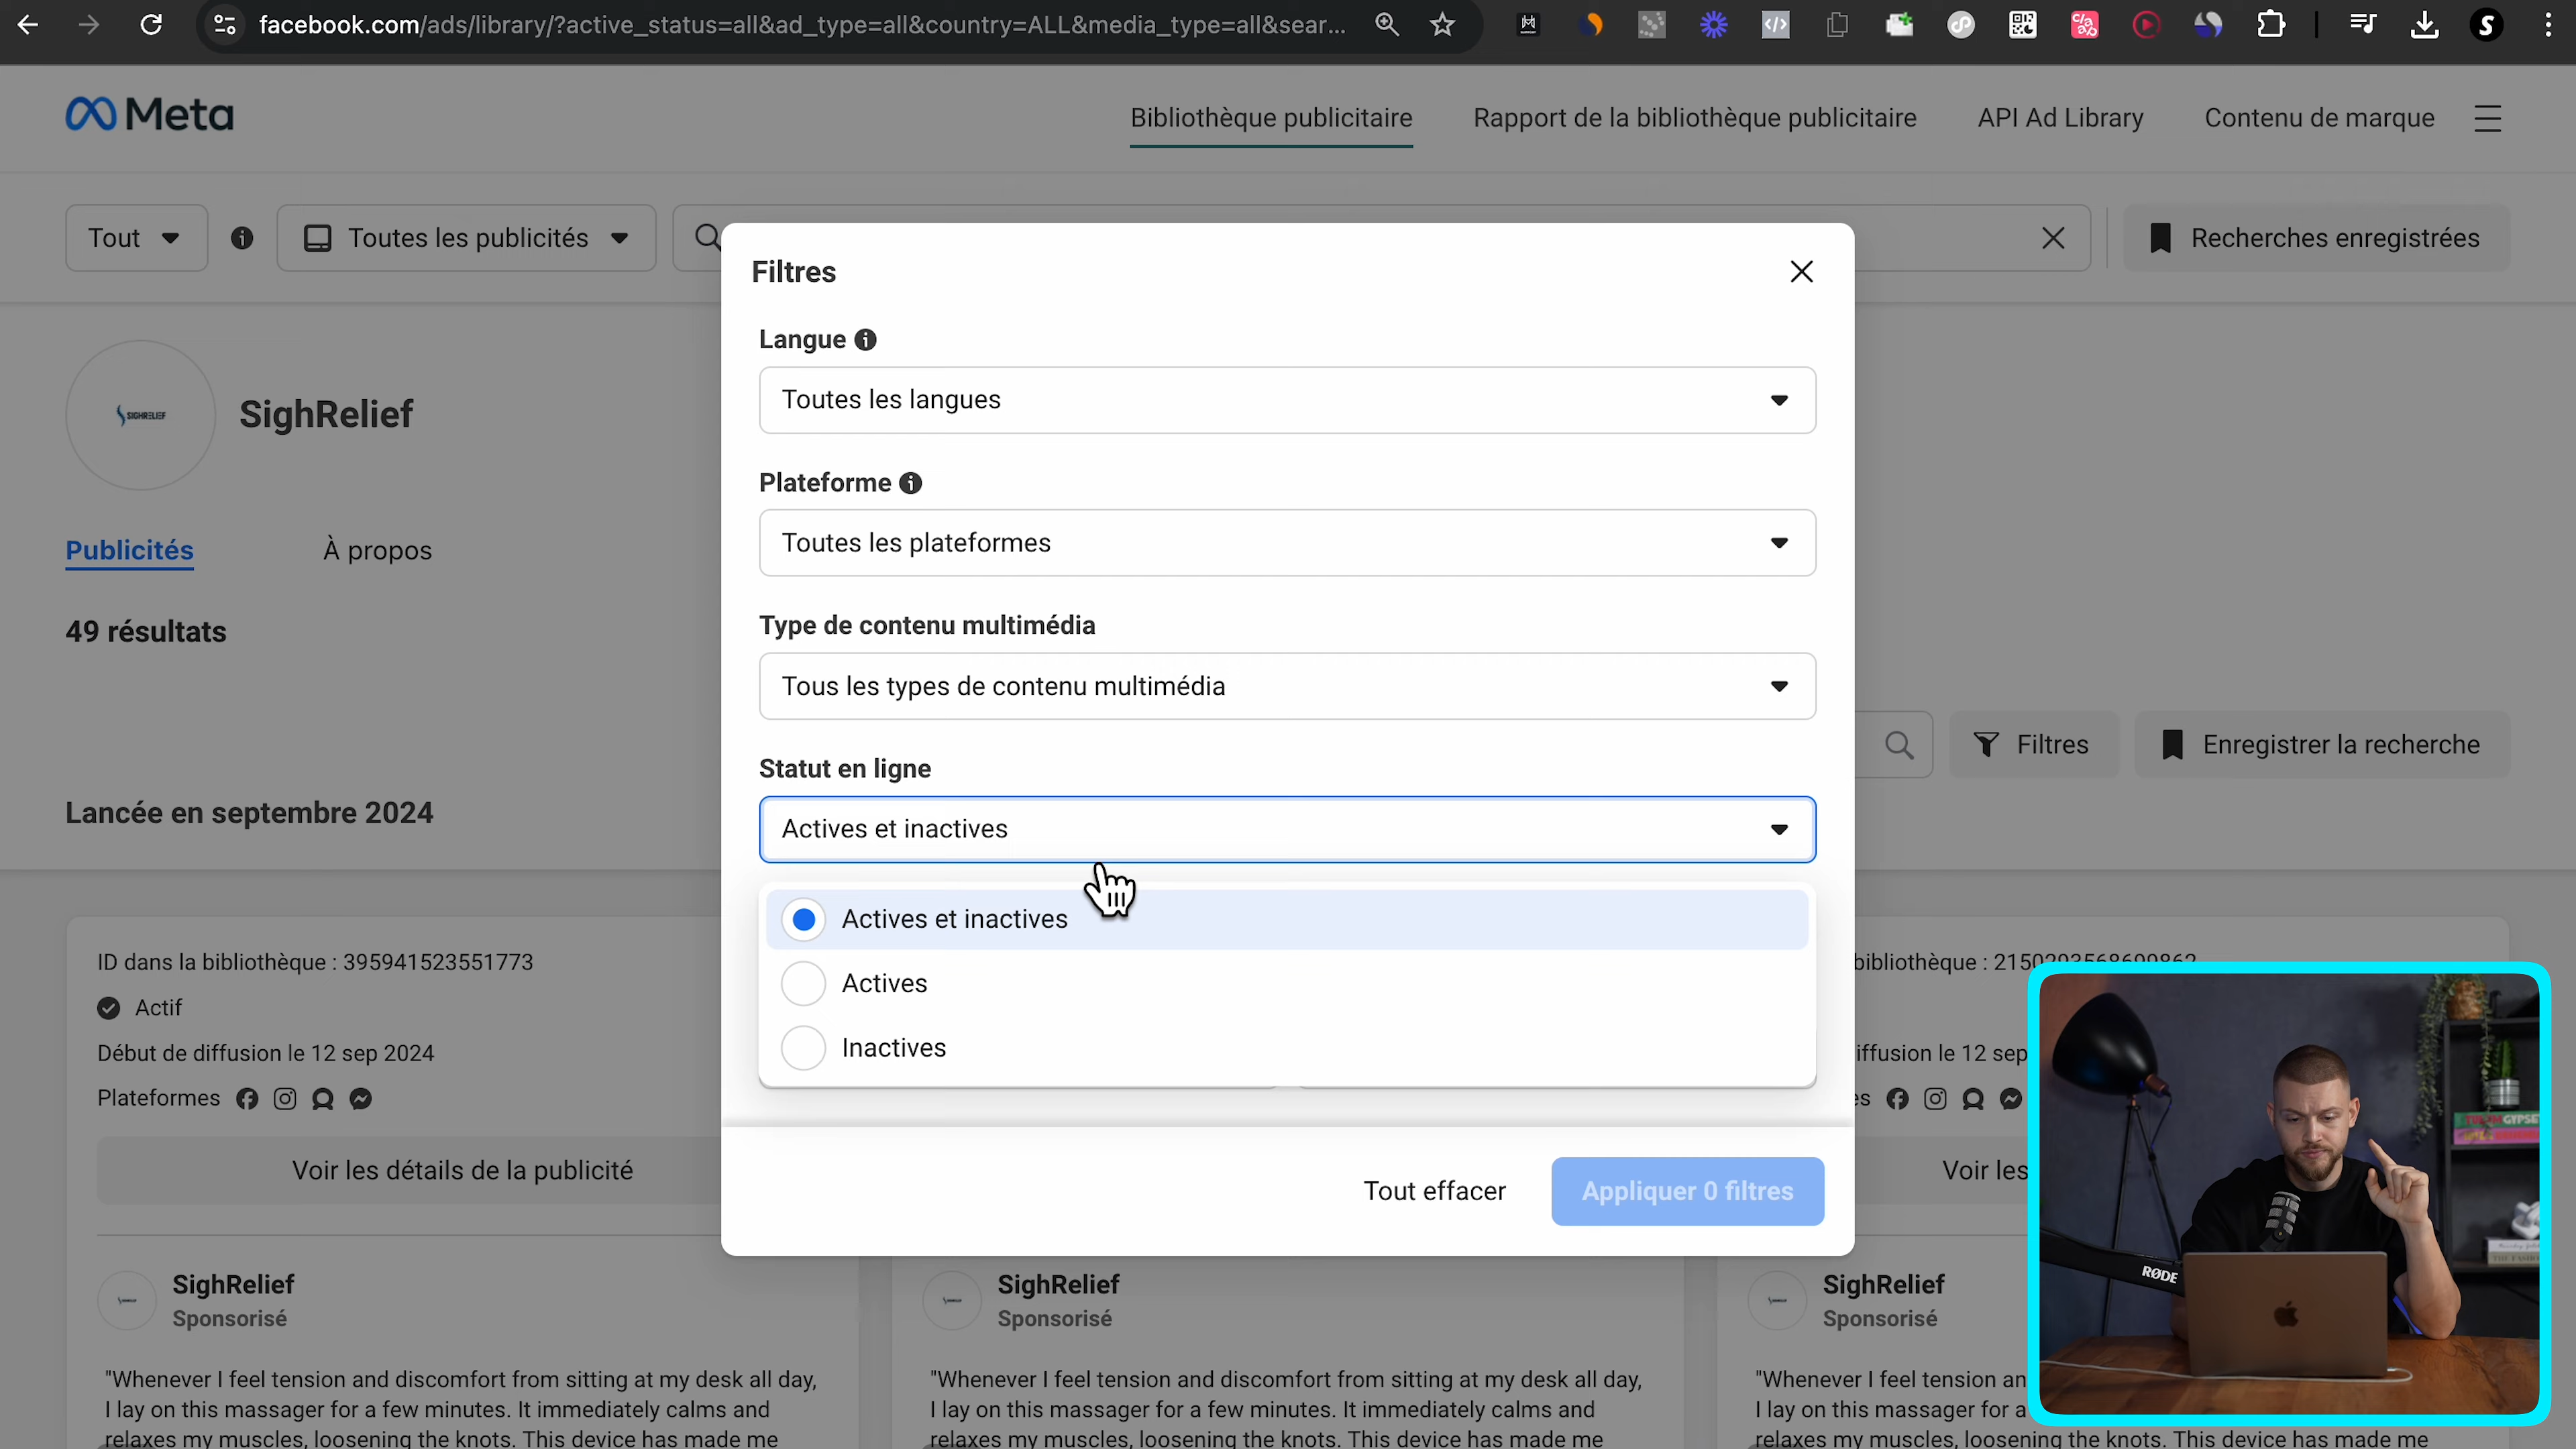 facebook.com/ads/library/?active_status=all&ad_type=all&country=ALL&media_type=all&sear...
Meta
Bibliothèque publicitaire
Rapport de la bibliothèque publicitaire
API Ad Library
Contenu de marque
Tout
Toutes les publicités
Recherches enregistrées
Filtres
SIGHRELIEF
SighRelief
Langue
Toutes les langues
Plateforme
Toutes les plateformes
Publicités
À propos
49 résultats
Type de contenu multimédia
Tous les types de contenu multimédia
Filtres
Enregistrer la recherche
Statut en ligne
Actives et inactives
Lancée en septembre 2024
Actives et inactives
Actives
Inactives
ID dans la bibliothèque : 395941523551773
Actif
Début de diffusion le 12 sep 2024
Plateformes
Voir les détails de la publicité
bibliothèque : 2150293568699862
iffusion le 12 sep
es
Voir les
Tout effacer
Appliquer 0 filtres
SighRelief
Sponsorisé
"Whenever I feel tension and discomfort from sitting at my desk all day,
I lay on this massager for a few minutes. It immediately calms and
relaxes my muscles, loosening the knots. This device has made me
SighRelief
Sponsorisé
"Whenever I feel tension and discomfort from sitting at my desk all day,
I lay on this massager for a few minutes. It immediately calms and
relaxes my muscles, loosening the knots. This device has made me
SighRelief
Sponsorisé
"Whenever I feel tension an
I lay on this massager for a
relaxes my muscles, loosening the knots. This device has made me
RØDE